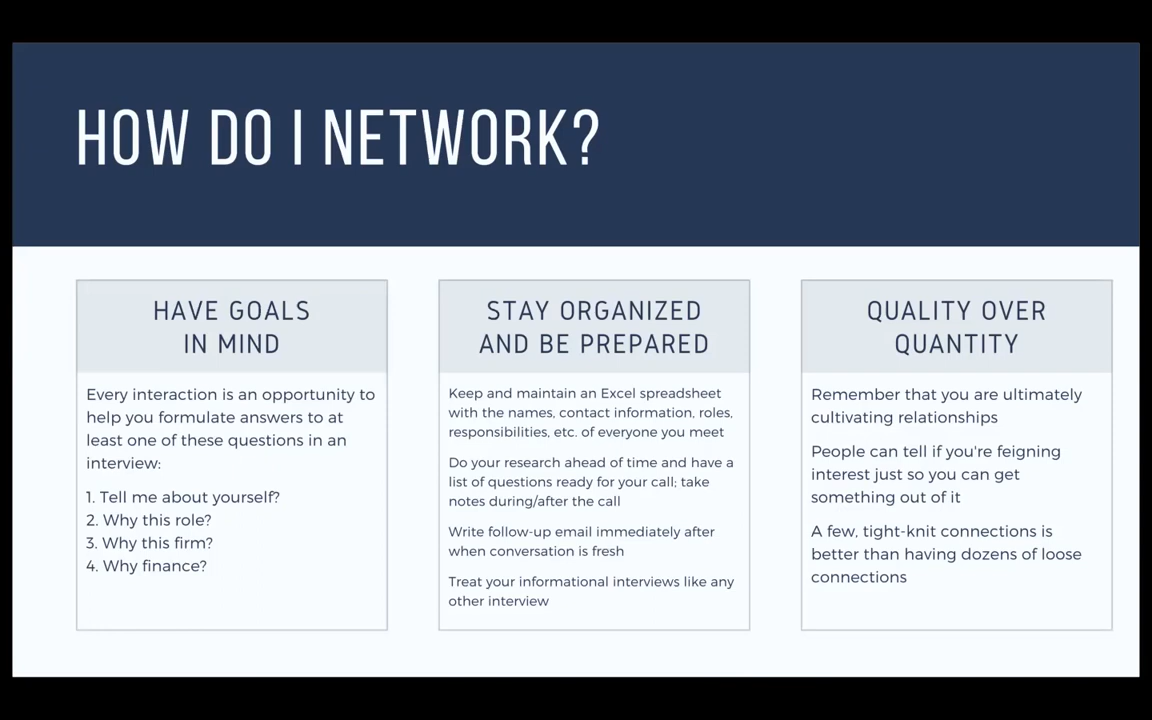 HOW DO I NETWORK?
HAVE GOALS
IN MIND
Every interaction is an opportunity to
help you formulate answers to at
least one of these questions in an
interview:
1. Tell me about yourself?
2. Why this role?
3. Why this firm?
4. Why finance?
STAY ORGANIZED
AND BE PREPARED
Keep and maintain an Excel spreadsheet
with the names, contact information, roles,
responsibilities, etc. of everyone you meet
Do your research ahead of time and have a
list of questions ready for your call; take
notes during/after the call
Write follow-up email immediately after
when conversation is fresh
Treat your informational interviews like any
other interview
QUALITY OVER
QUANTITY
Remember that you are ultimately
cultivating relationships
People can tell if you're feigning
interest just so you can get
something out of it
A few, tight-knit connections is
better than having dozens of loose
connections